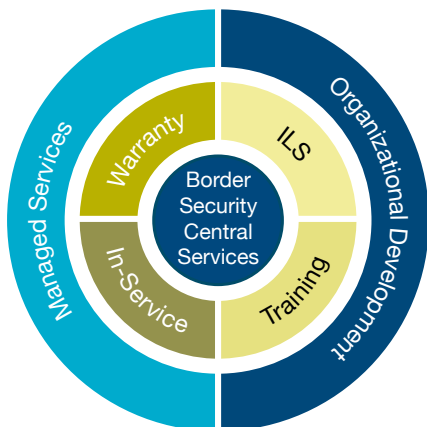 Managed Services
Organizational Development
Warranty
ILS
In-Service
Training
Border
Security
Central
Services